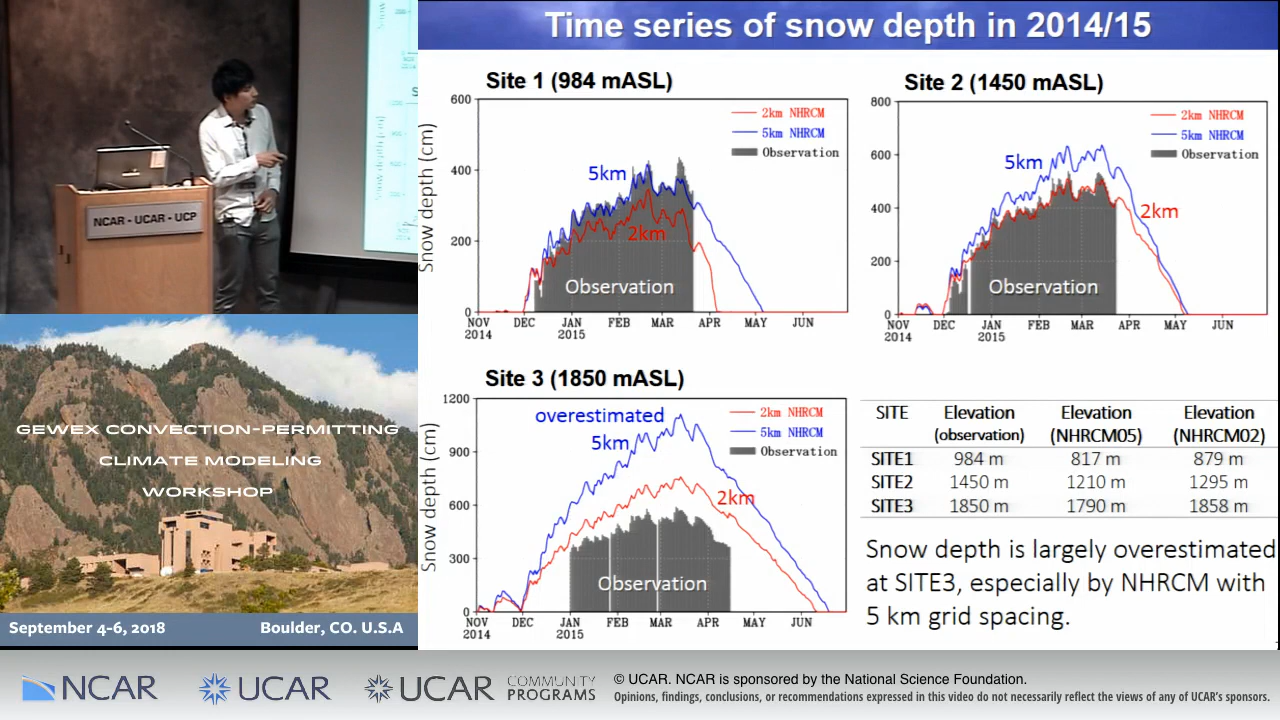 Time series of snow depth in 2014/15
Site 1 (984 mASL)
Snow depth (cm)
600
400
200
0
2km NHRCM
5km NHRCM
Observation
5km
2km
Observation
NOV DEC JAN FEB MAR APR MAY JUN
2014 2015
Site 2 (1450 mASL)
800
600
400
200
0
2km NHRCM
5km NHRCM
Observation
5km
2km
Observation
NOV DEC JAN FEB MAR APR MAY JUN
2014 2015
Site 3 (1850 mASL)
Snow depth (cm)
1200
900
600
300
0
2km NHRCM
5km NHRCM
Observation
overestimated
5km
2km
Observation
NOV DEC JAN FEB MAR APR MAY JUN
2014 2015
SITE Elevation Elevation Elevation
(observation) (NHRCM05) (NHRCM02)
SITE1 984 m 817 m 879 m
SITE2 1450 m 1210 m 1295 m
SITE3 1850 m 1790 m 1858 m
Snow depth is largely overestimated
at SITE3, especially by NHRCM with
5 km grid spacing.
NCAR - UCAR - UCP
GEWEX CONVECTION-PERMITTING
CLIMATE MODELING
WORKSHOP
September 4-6, 2018 Boulder, CO. U.S.A
NCAR
UCAR
UCAR
COMMUNITY
PROGRAMS
© UCAR. NCAR is sponsored by the National Science Foundation.
Opinions, findings, conclusions, or recommendations expressed in this video do not necessarily reflect the views of any of UCAR's sponsors.